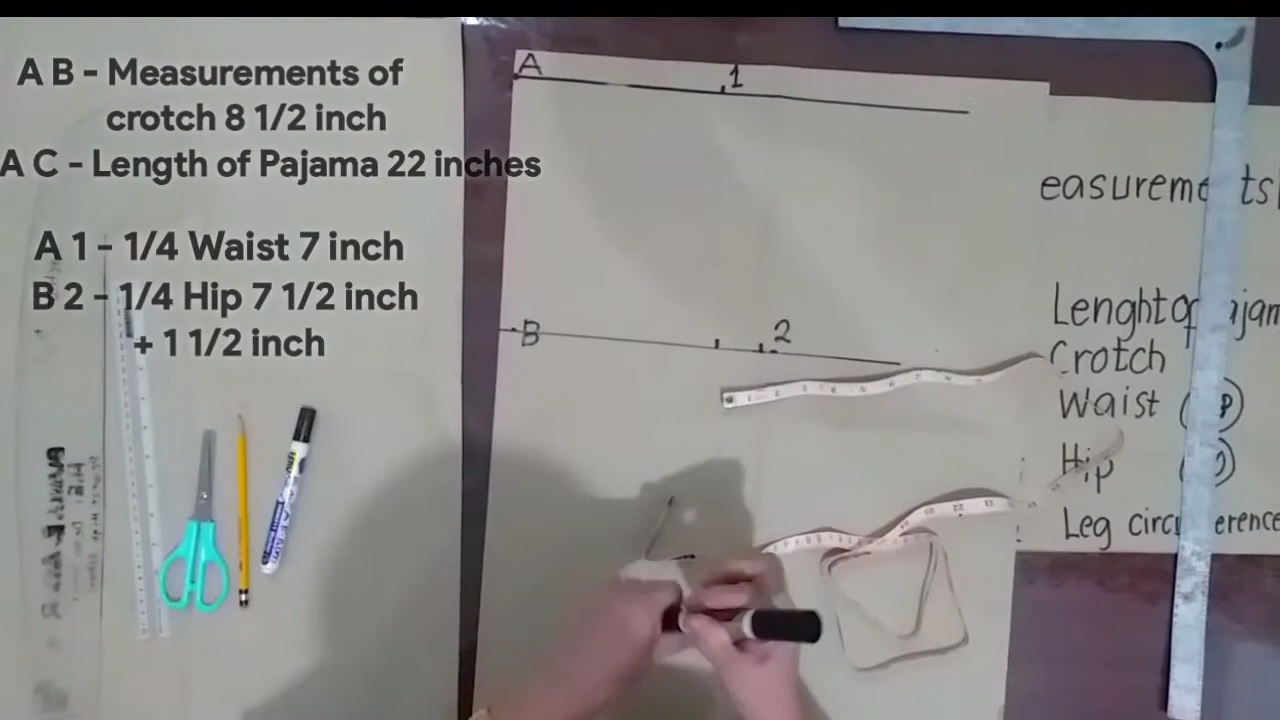 A B - Measurements of
crotch 8 1/2 inch
A C - Length of Pajama 22 inches
A 1 - 1/4 Waist 7 inch
B 2 - 1/4 Hip 7 1/2 inch
+ 1 1/2 inch
A
1
B
2
easureme ts
Lenght of ajam
Crotch
Waist
Hip
Leg circ erence